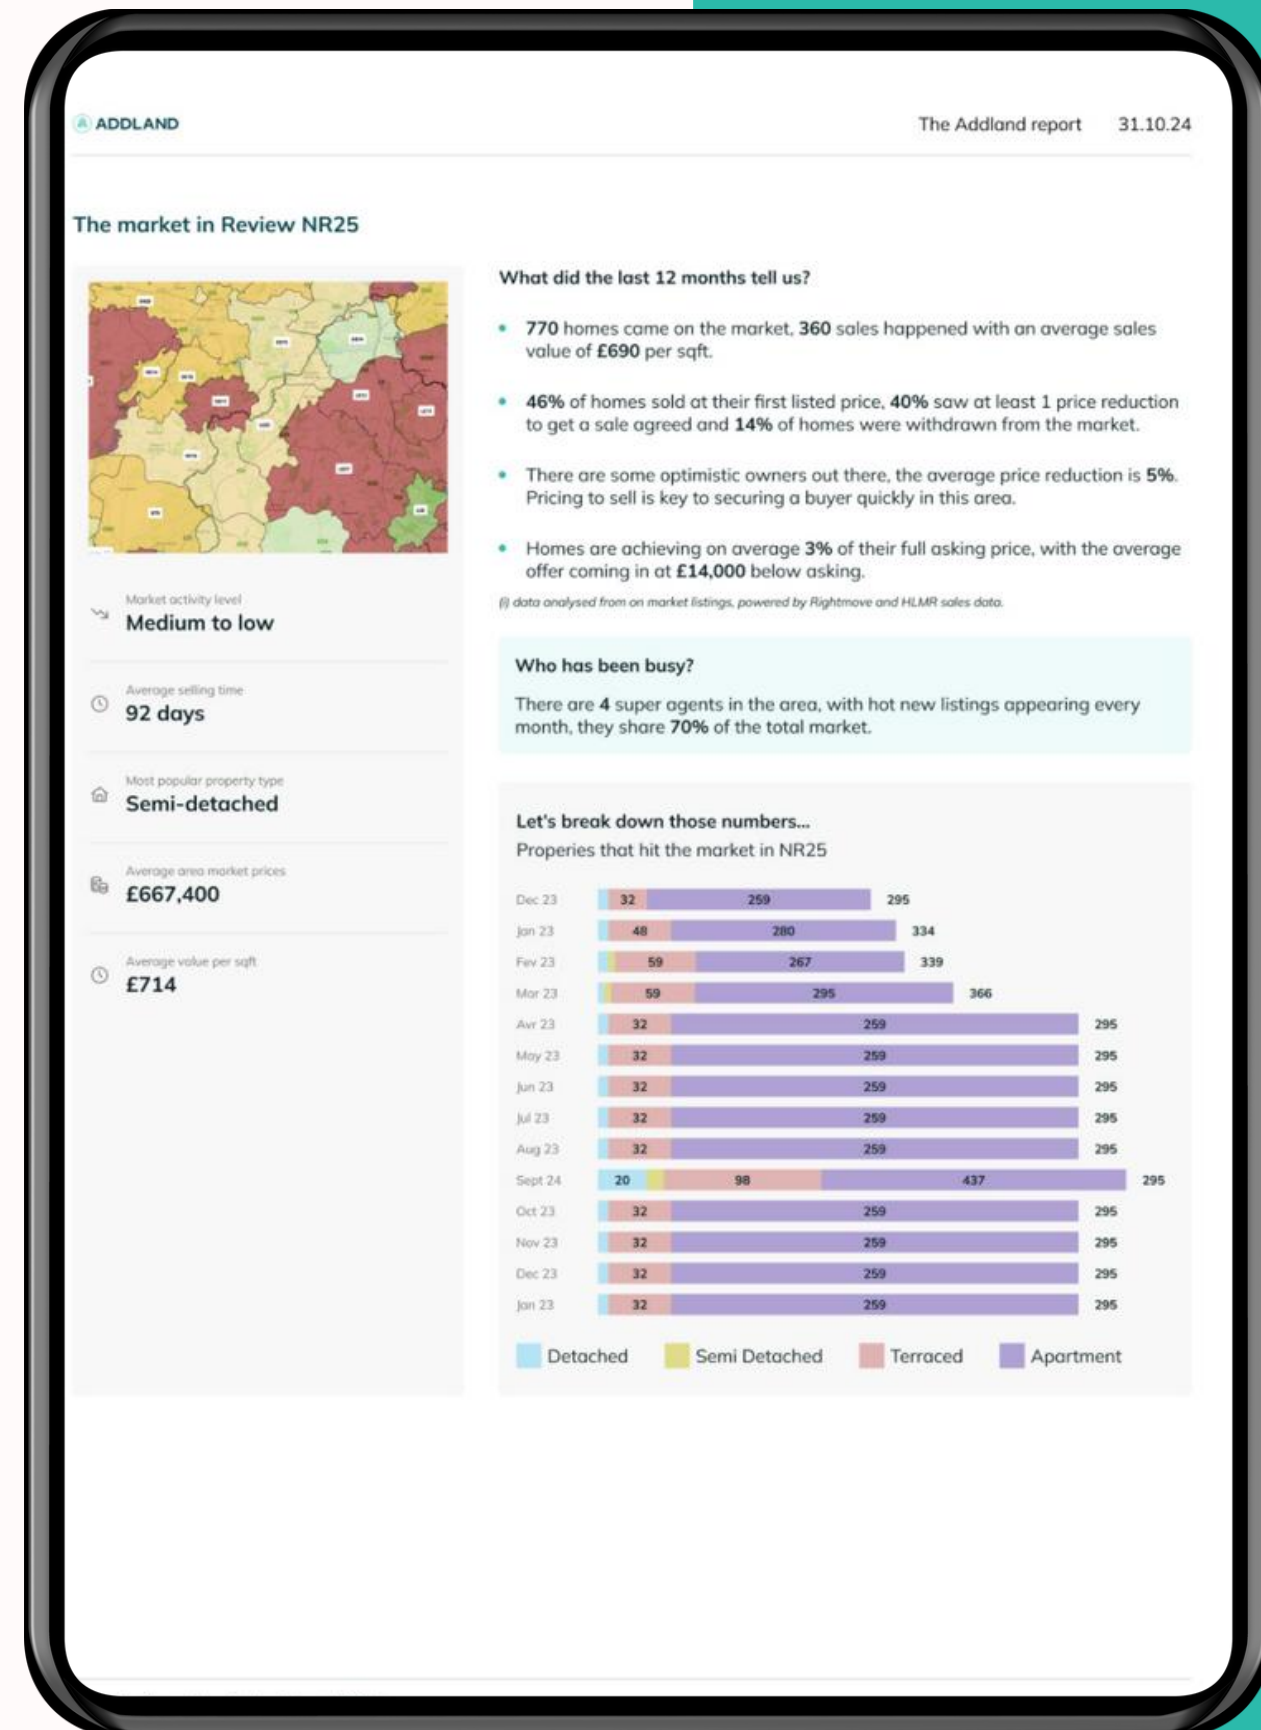 ADDLAND
The Addland report 31.10.24
The market in Review NR25
Market activity level
Medium to low
Average selling time
92 days
Most popular property type
Semi-detached
Average area market prices
£667,400
Average value per sqft
£714
What did the last 12 months tell us?
• 770 homes came on the market, 360 sales happened with an average sales
value of £690 per sqft.
• 46% of homes sold at their first listed price, 40% saw at least 1 price reduction
to get a sale agreed and 14% of homes were withdrawn from the market.
• There are some optimistic owners out there, the average price reduction is 5%.
Pricing to sell is key to securing a buyer quickly in this area.
• Homes are achieving on average 3% of their full asking price, with the average
offer coming in at £14,000 below asking.
(i) data analysed from on market listings, powered by Rightmove and HLMR sales data.
Who has been busy?
There are 4 super agents in the area, with hot new listings appearing every
month, they share 70% of the total market.
Let's break down those numbers...
Properies that hit the market in NR25
Dec 23 32 259 295
Jan 23 48 280 334
Fev 23 59 267 339
Mar 23 59 295 366
Avr 23 32 259 295
May 23 32 259 295
Jun 23 32 259 295
Jul 23 32 259 295
Aug 23 32 259 295
Sept 24 20 98 437 295
Oct 23 32 259 295
Nov 23 32 259 295
Dec 23 32 259 295
Jan 23 32 259 295
Detached Semi Detached Terraced Apartment